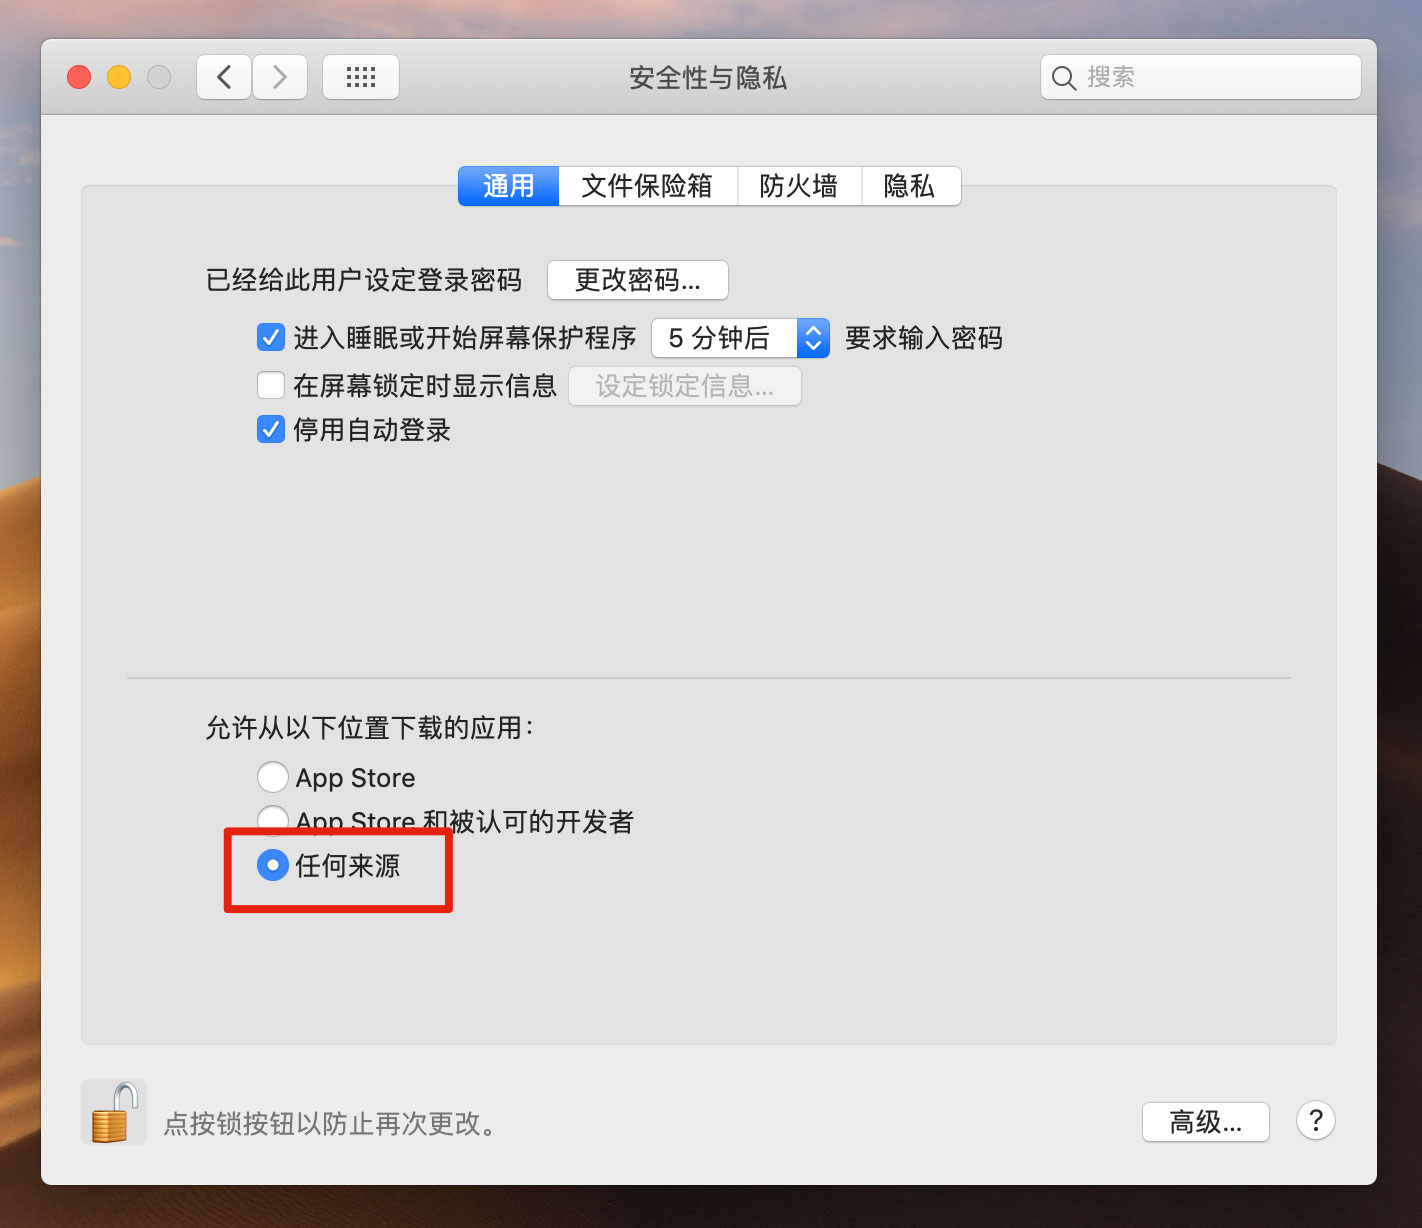 安全性与隐私
搜索
通用 文件保险箱 防火墙 隐私
已经给此用户设定登录密码 更改密码...
进入睡眠或开始屏幕保护程序 5 分钟后 要求输入密码
在屏幕锁定时显示信息 设定锁定信息...
停用自动登录
允许从以下位置下载的应用：
App Store
App Store 和被认可的开发者
任何来源
点按锁按钮以防止再次更改。
高级... ?